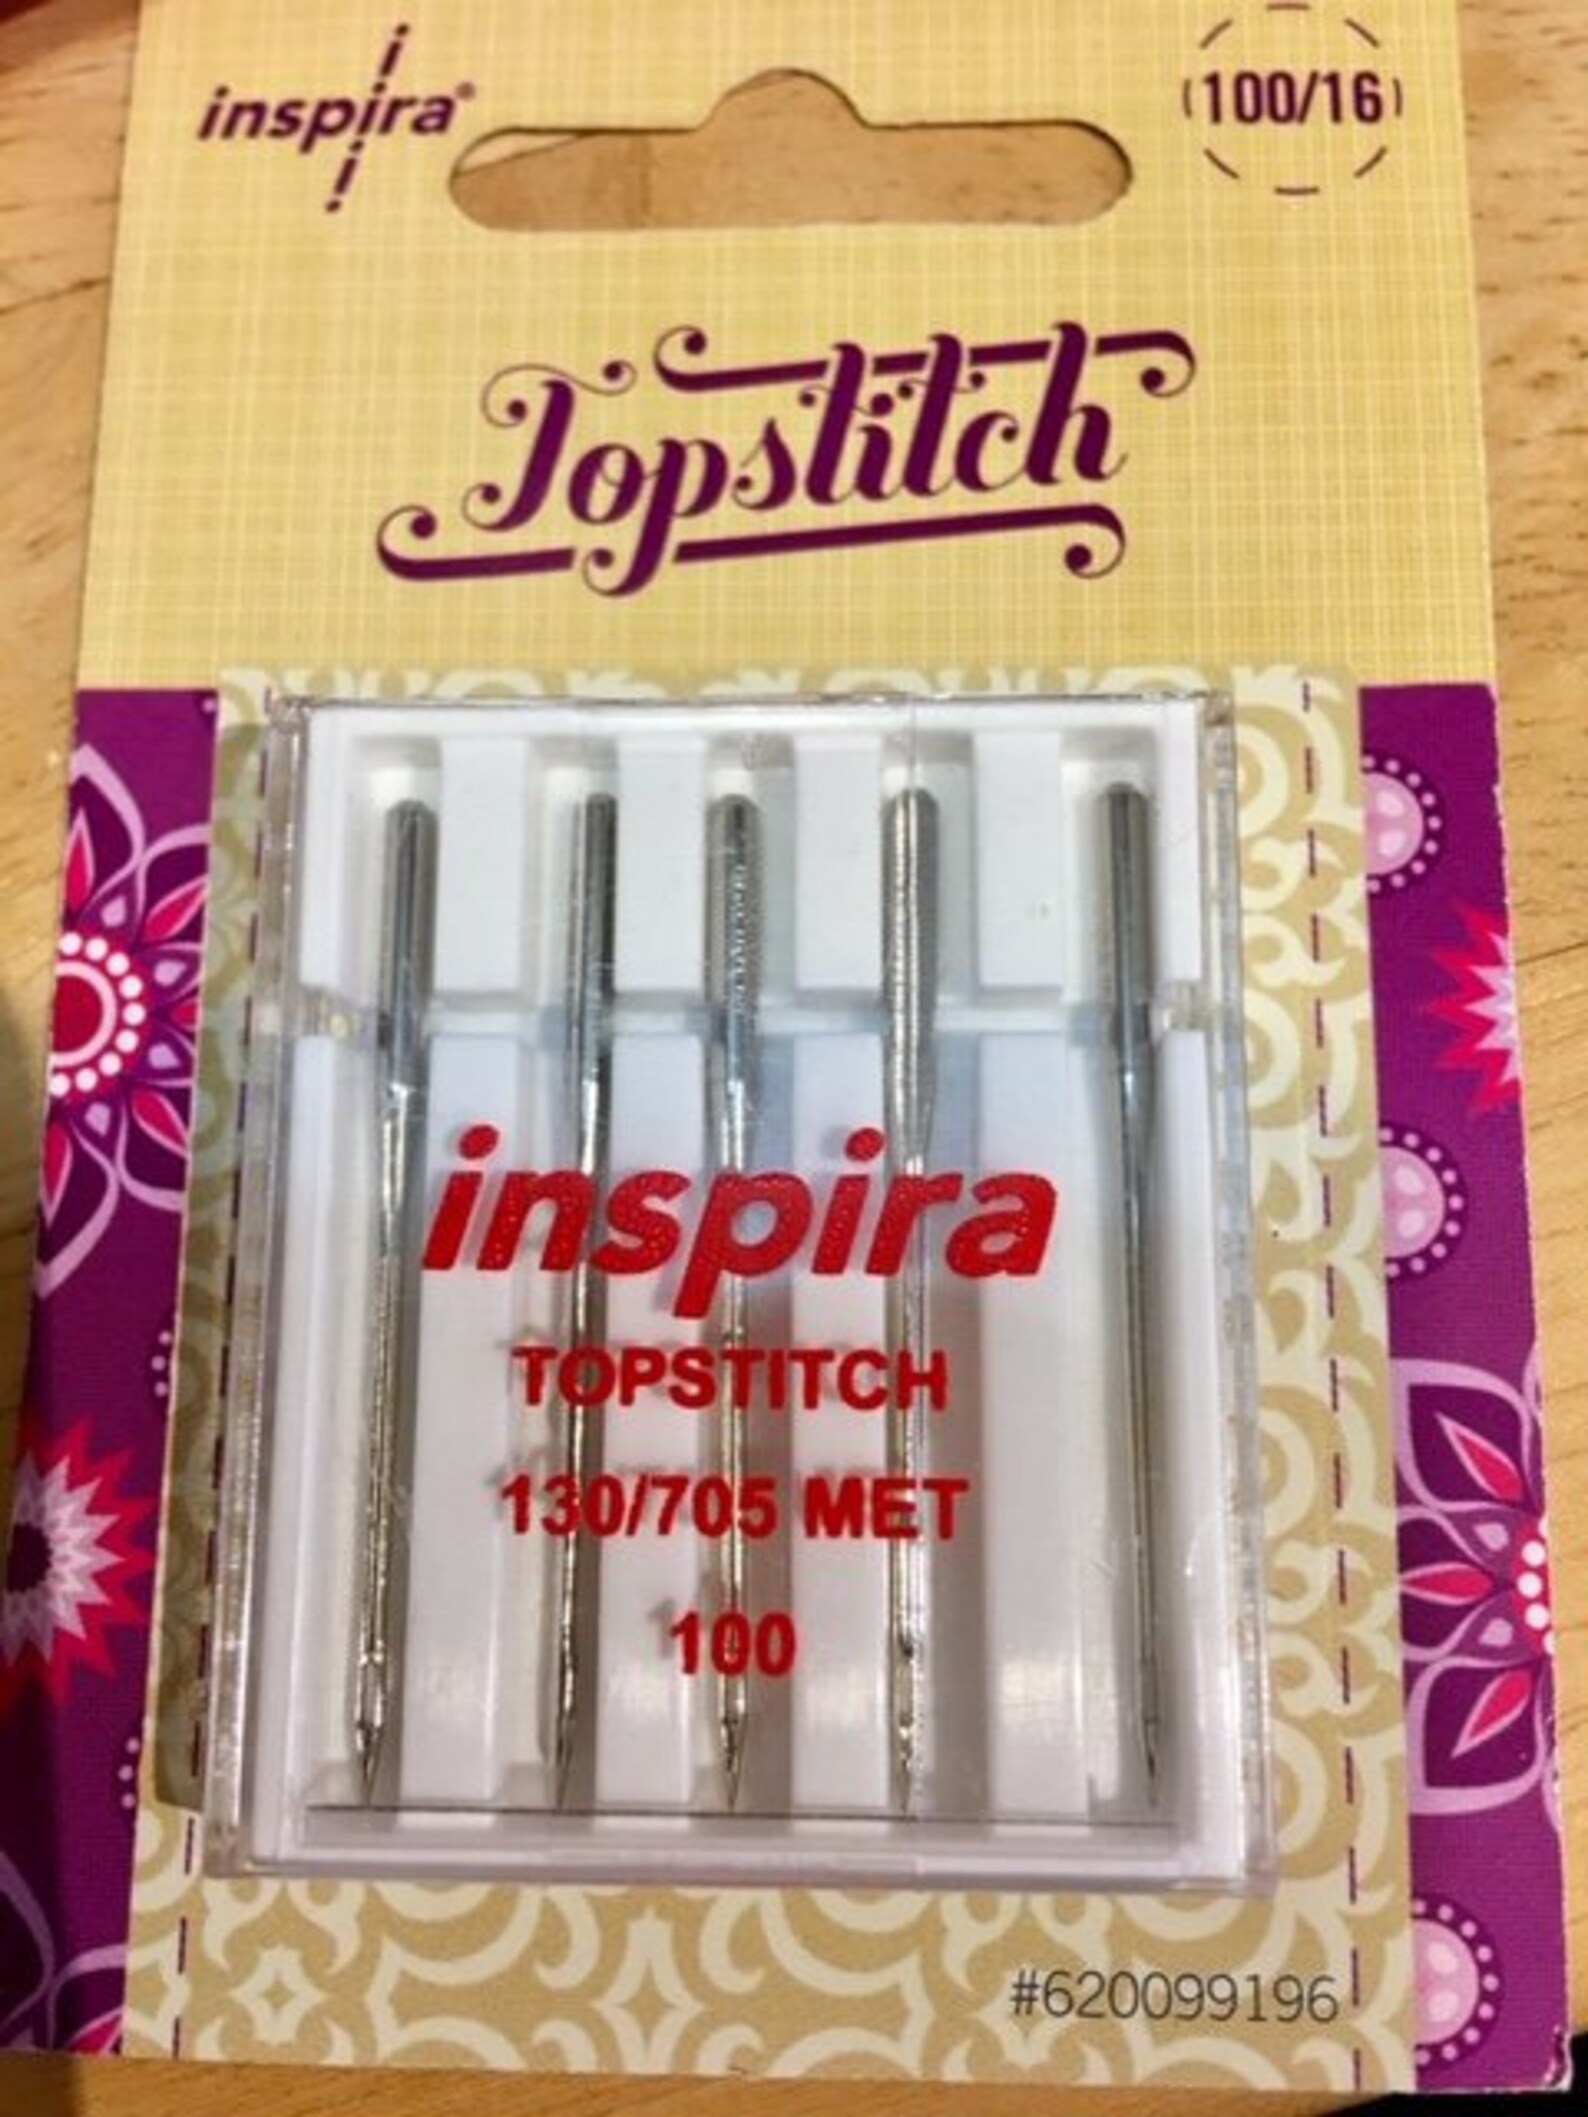 inspira®
100/16
Topstitch
inspira
TOPSTITCH
130/705 MET
100
#620099196